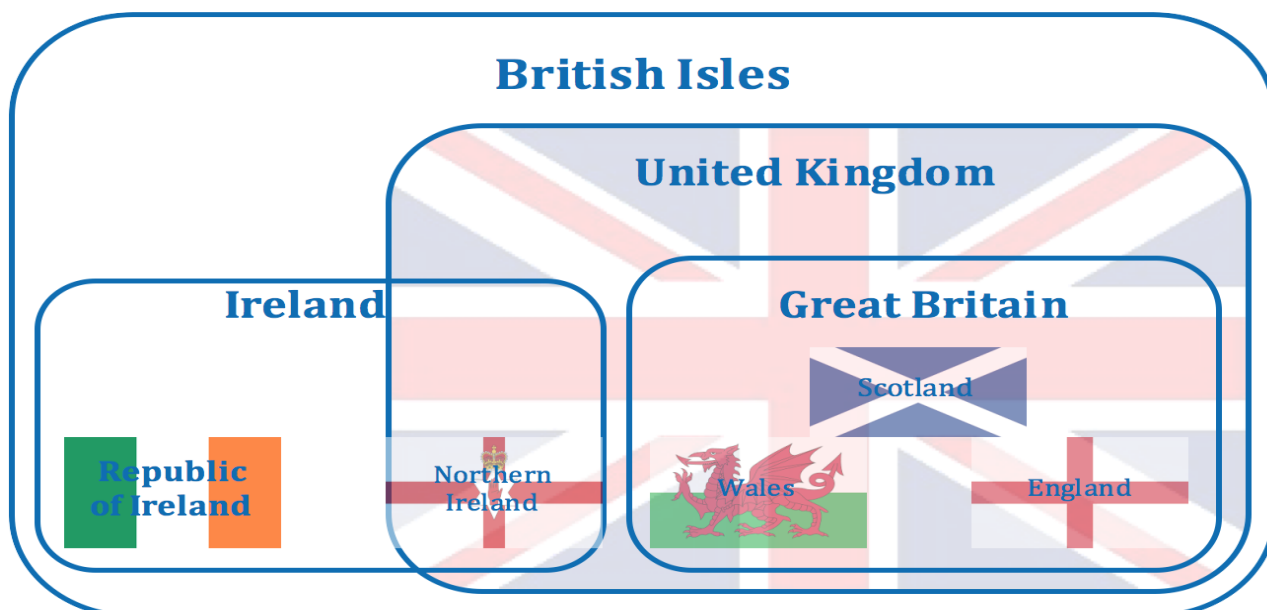 British Isles
United Kingdom
Ireland
Great Britain
Scotland
Republic
of Ireland
Northern
Ireland
Wales
England